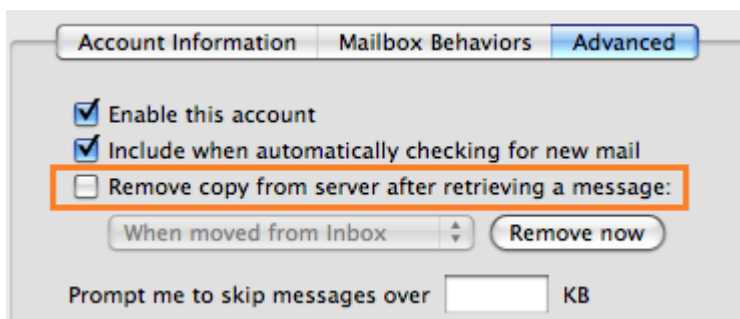 Account Information Mailbox Behaviors Advanced
Enable this account
Include when automatically checking for new mail
Remove copy from server after retrieving a message:
When moved from Inbox Remove now
Prompt me to skip messages over KB